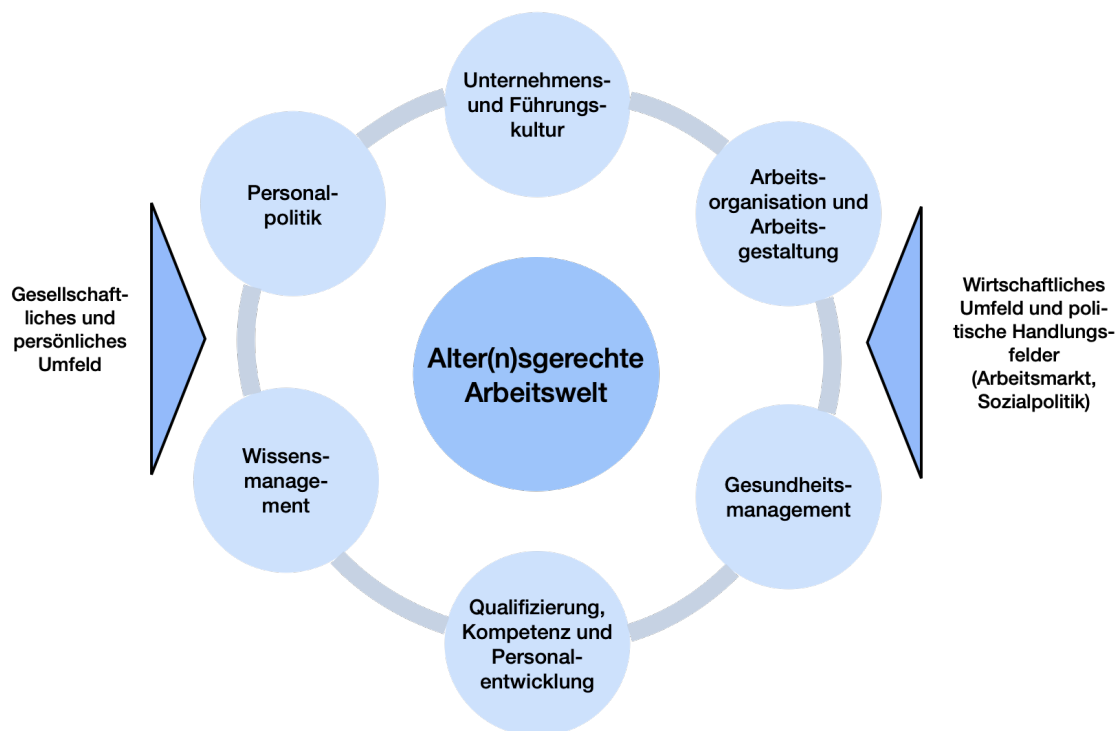 Unternehmens-
und Führungs-
kultur
Arbeits-
organisation und
Arbeits-
gestaltung
Gesundheits-
management
Qualifizierung,
Kompetenz und
Personal-
entwicklung
Wissens-
manage-
ment
Personal-
politik
Alter(n)sgerechte
Arbeitswelt
Gesellschaft-
liches und
persönliches
Umfeld
Wirtschaftliches
Umfeld und poli-
tische Handlungs-
felder
(Arbeitsmarkt,
Sozialpolitik)